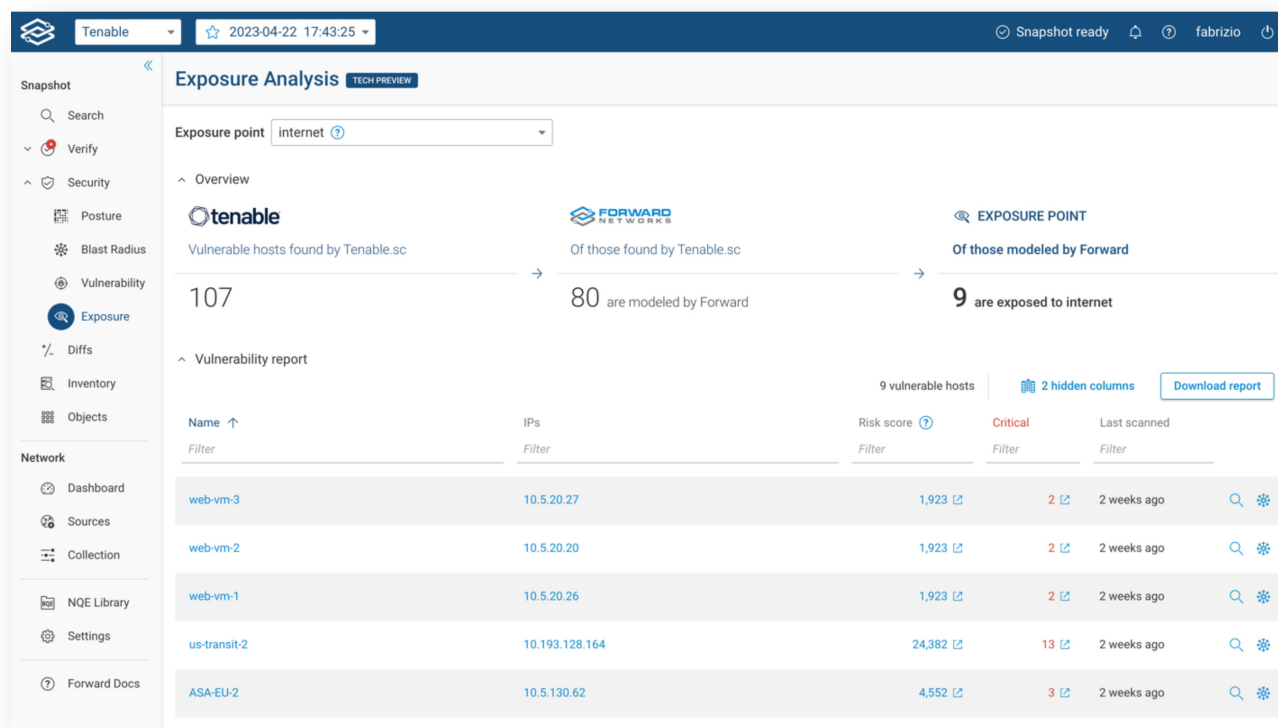 Tenable
2023-04-22 17:43:25
Snapshot ready
fabrizio
Snapshot
Search
Verify
Security
Posture
Blast Radius
Vulnerability
Exposure
Diffs
Inventory
Objects
Network
Dashboard
Sources
Collection
NQE Library
Settings
Forward Docs
Exposure Analysis TECH PREVIEW
Exposure point internet
Overview
tenable
Vulnerable hosts found by Tenable.sc
107
FORWARD
NETWORKS
Of those found by Tenable.sc
80 are modeled by Forward
EXPOSURE POINT
Of those modeled by Forward
9 are exposed to internet
Vulnerability report
9 vulnerable hosts 2 hidden columns Download report
Name IPs Risk score Critical Last scanned
Filter Filter Filter Filter Filter
web-vm-3 10.5.20.27 1,923 2 2 weeks ago
web-vm-2 10.5.20.20 1,923 2 2 weeks ago
web-vm-1 10.5.20.26 1,923 2 2 weeks ago
us-transit-2 10.193.128.164 24,382 13 2 weeks ago
ASA-EU-2 10.5.130.62 4,552 3 2 weeks ago